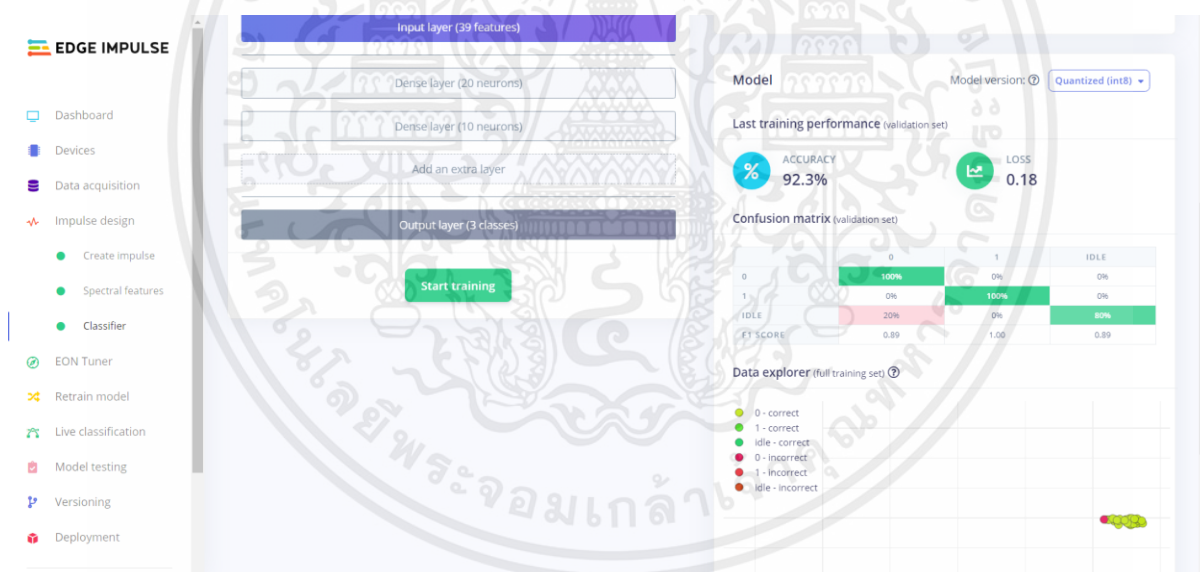 EDGE IMPULSE
Dashboard
Devices
Data acquisition
Impulse design
Create impulse
Spectral features
Classifier
EON Tuner
Retrain model
Live classification
Model testing
Versioning
Deployment
Input layer (39 features)
Dense layer (20 neurons)
Dense layer (10 neurons)
Add an extra layer
Output layer (3 classes)
Start training
Model
Model version: ? Quantized (int8)
Last training performance (validation set)
% ACCURACY
92.3%
LOSS
0.18
Confusion matrix (validation set)
0 1 IDLE
0 100% 0% 0%
1 0% 100% 0%
IDLE 20% 0% 80%
F1 SCORE 0.89 1.00 0.89
Data explorer (full training set) ?
0 - correct
1 - correct
idle - correct
0 - incorrect
1 - incorrect
idle - incorrect